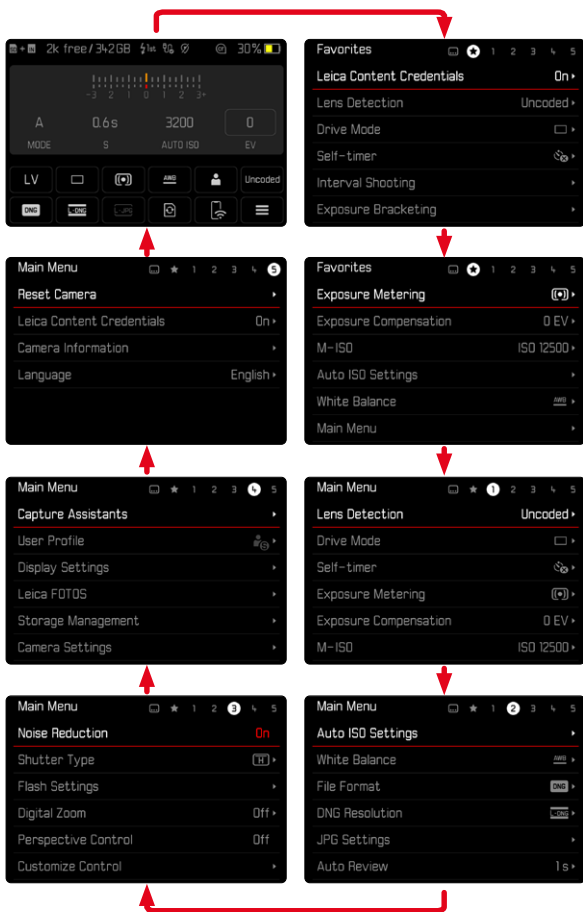 2k free/342GB 1st 30%
-3 2 1 0 1 2 3+
A 0.6s 3200 0
MODE S AUTO ISO EV
LV AWB Uncoded
DNG L-DNG L-JPG
Favorites 1 2 3 4 5
Leica Content Credentials On
Lens Detection Uncoded
Drive Mode
Self-timer
Interval Shooting
Exposure Bracketing
Main Menu 1 2 3 4 5
Reset Camera
Leica Content Credentials On
Camera Information
Language English
Favorites 1 2 3 4 5
Exposure Metering
Exposure Compensation 0 EV
M-ISO ISO 12500
Auto ISO Settings
White Balance AWB
Main Menu
Main Menu 1 2 3 4 5
Capture Assistants
User Profile
Display Settings
Leica FOTOS
Storage Management
Camera Settings
Main Menu 1 2 3 4 5
Lens Detection Uncoded
Drive Mode
Self-timer
Exposure Metering
Exposure Compensation 0 EV
M-ISO ISO 12500
Main Menu 1 2 3 4 5
Noise Reduction On
Shutter Type H
Flash Settings
Digital Zoom Off
Perspective Control Off
Customize Control
Main Menu 1 2 3 4 5
Auto ISO Settings
White Balance AWB
File Format DNG
DNG Resolution L-DNG
JPG Settings
Auto Review 1s